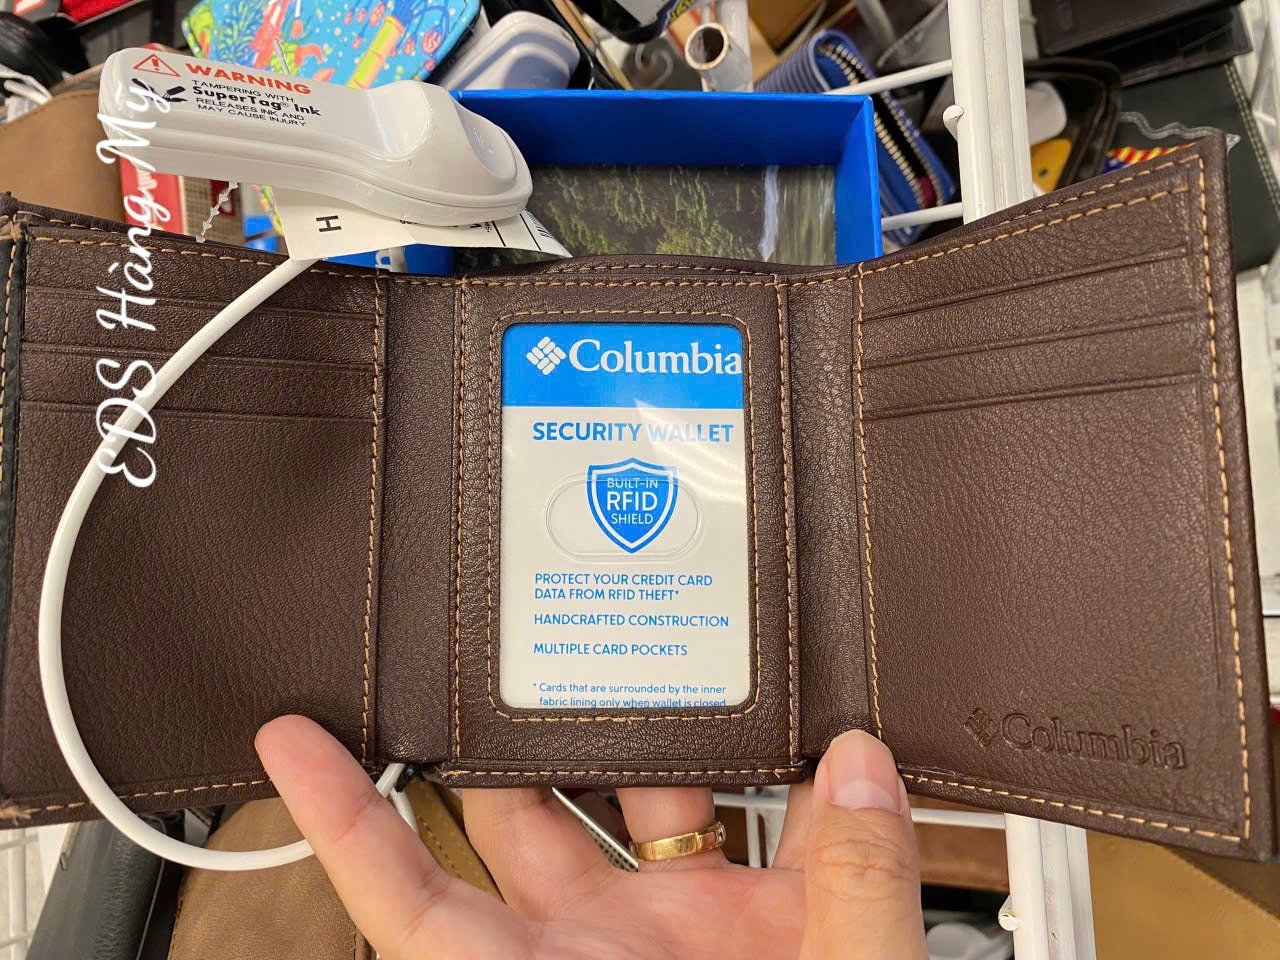 WARNING
TAMPERING WITH
SuperTag® Ink
RELEASES INK AND
MAY CAUSE INJURY
H
EDS Hàng Mỹ
Columbia
SECURITY WALLET
BUILT-IN
RFID
SHIELD
PROTECT YOUR CREDIT CARD
DATA FROM RFID THEFT*
HANDCRAFTED CONSTRUCTION
MULTIPLE CARD POCKETS
* Cards that are surrounded by the inner
fabric lining only when wallet is closed
Columbia